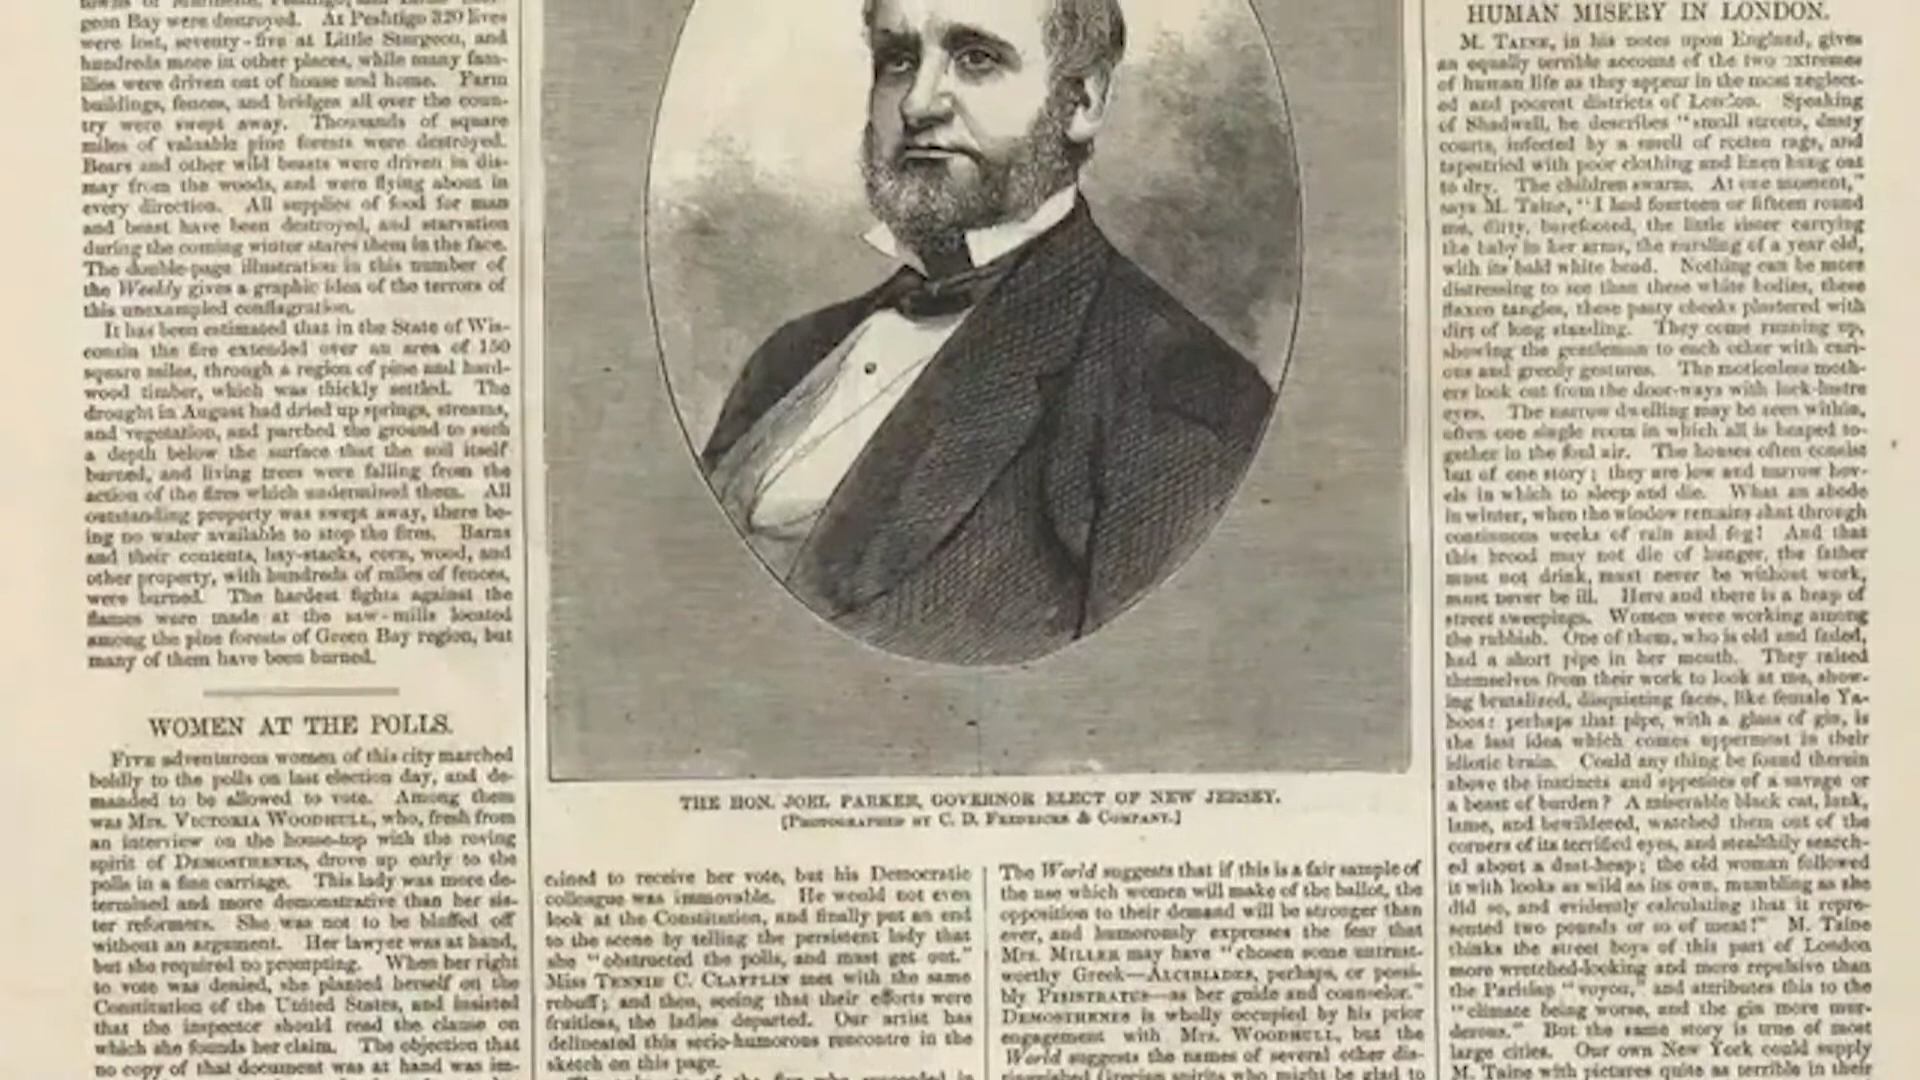 geon Bay were destroyed. At Peshtigo 320 lives
were lost, seventy-five at Little Sturgeon, and
hundreds more in other places, while many fam-
ilies were driven out of house and home. Farm
buildings, fences, and bridges all over the coun-
try were swept away. Thousands of square
miles of valuable pine forests were destroyed.
Bears and other wild beasts were driven in dis-
may from the woods, and were flying about in
every direction. All supplies of food for man
and beast have been destroyed, and starvation
during the coming winter stares them in the face.
The double-page illustration in this number of
the Weekly gives a graphic idea of the terrors of
this unexampled conflagration.
It has been estimated that in the State of Wis-
consin the fire extended over an area of 150
square miles, through a region of pine and hard-
wood timber, which was thickly settled. The
drought in August had dried up springs, streams,
and vegetation, and parched the ground to such
a depth below the surface that the soil itself
burned, and living trees were falling from the
action of the fires which undermined them. All
outstanding property was swept away, there be-
ing no water available to stop the fires. Barns
and their contents, hay-stacks, corn, wood, and
other property, with hundreds of miles of fences,
were burned. The hardest fights against the
flames were made at the saw-mills located
among the pine forests of Green Bay region, but
many of them have been burned.
WOMEN AT THE POLLS.
FIVE adventurous women of this city marched
boldly to the polls on last election day, and de-
manded to be allowed to vote. Among them
was Mrs. VICTORIA WOODHULL, who, fresh from
an interview on the house-top with the roving
spirit of DEMOSTHENES, drove up early to the
polls in a fine carriage. This lady was more de-
termined and more demonstrative than her sis-
ter reformers. She was not to be bluffed off
without an argument. Her lawyer was at hand,
but she required no prompting. When her right
to vote was denied, she planted herself on the
Constitution of the United States, and insisted
that the inspector should read the clause on
which she founds her claim. The objection that
no copy of that document was at hand was im-
THE HON. JOEL PARKER, GOVERNOR ELECT OF NEW JERSEY.
[PHOTOGRAPHED BY C. D. FREDRICKS & COMPANY.]
clined to receive her vote, but his Democratic
colleague was immovable. He would not even
look at the Constitution, and finally put an end
to the scene by telling the persistent lady that
she "obstructed the polls, and must get out."
Miss TENNIE C. CLAFFLIN met with the same
rebuff; and then, seeing that their efforts were
fruitless, the ladies departed. Our artist has
delineated this serio-humorous rencontre in the
sketch on this page.
The World suggests that if this is a fair sample of
the use which women will make of the ballot, the
opposition to their demand will be stronger than
ever, and humorously expresses the fear that
Mrs. MILLER may have "chosen some untrust-
worthy Greek—ALCIBIADES, perhaps, or possi-
bly PISISTRATUS—as her guide and counselor."
DEMOSTHENES is wholly occupied by his prior
engagement with Mrs. WOODHULL, but the
World suggests the names of several other dis-
tinguished Grecian spirits who might be glad to
HUMAN MISERY IN LONDON.
M. TAINE, in his notes upon England, gives
an equally terrible account of the two extremes
of human life as they appear in the most neglect-
ed and poorest districts of London. Speaking
of Shadwell, he describes "small streets, dusty
courts, infected by a smell of rotten rags, and
tapestried with poor clothing and linen hung out
to dry. The children swarm. At one moment,"
says M. Taine, "I had fourteen or fifteen round
me, dirty, barefooted, the little sister carrying
the baby in her arms, the nursling of a year old,
with its bald white head. Nothing can be more
distressing to see than these white bodies, these
flaxen tangles, these pasty cheeks plastered with
dirt of long standing. They come running up,
showing the gentleman to each other with curi-
ous and greedy gestures. The motionless moth-
ers look out from the door-ways with lack-lustre
eyes. The narrow dwelling may be seen within,
often one single room in which all is heaped to-
gether in the foul air. The houses often consist
but of one story; they are low and narrow hov-
els in which to sleep and die. What an abode
in winter, when the window remains shut through
continuous weeks of rain and fog! And that
this brood may not die of hunger, the father
must not drink, must never be without work,
must never be ill. Here and there is a heap of
street sweepings. Women were working among
the rubbish. One of them, who is old and faded,
had a short pipe in her mouth. They raised
themselves from their work to look at me, show-
ing brutalized, disquieting faces, like female Ya-
hoos: perhaps that pipe, with a glass of gin, is
the last idea which comes uppermost in their
idiotic brain. Could any thing be found therein
above the instincts and appetites of a savage or
a beast of burden? A miserable black cat, lank,
lame, and bewildered, watched them out of the
corners of its terrified eyes, and stealthily search-
ed about a dust-heap; the old woman followed
it with looks as wild as its own, mumbling as she
did so, and evidently calculating that it repre-
sented two pounds or so of meat!" M. Taine
thinks the street boys of this part of London
more wretched-looking and more repulsive than
the Parisian "voyou," and attributes this to the
"climate being worse, and the gin more mur-
derous." But the same story is true of most
large cities. Our own New York could supply
M. Taine with pictures quite as terrible in their